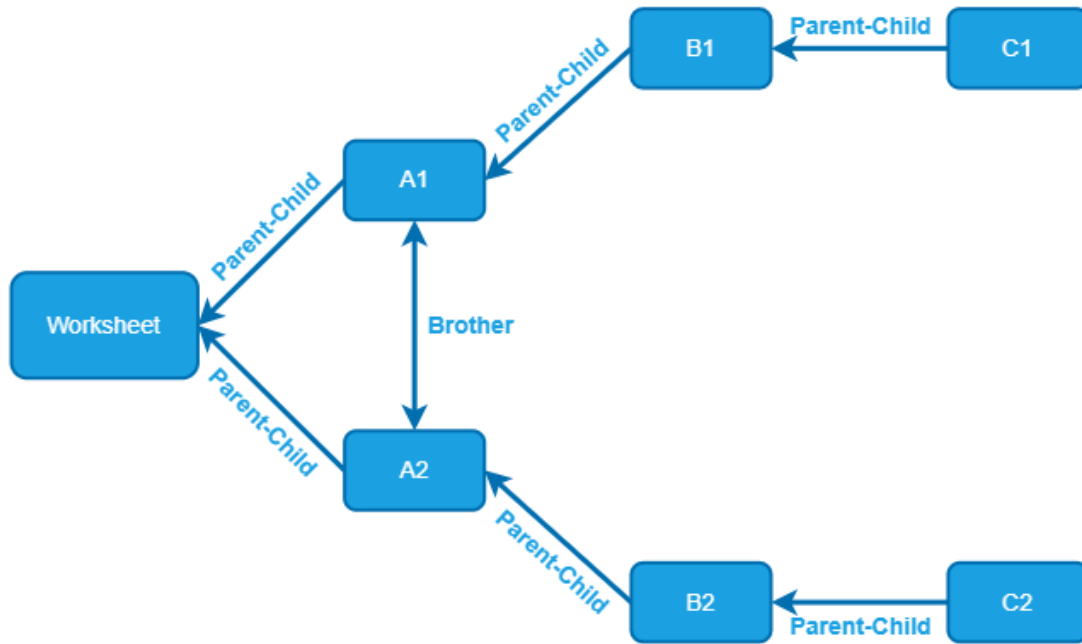 Parent-Child
B1
C1
Parent-Child
A1
Parent-Child
Worksheet
Brother
Parent-Child
A2
Parent-Child
B2
C2
Parent-Child